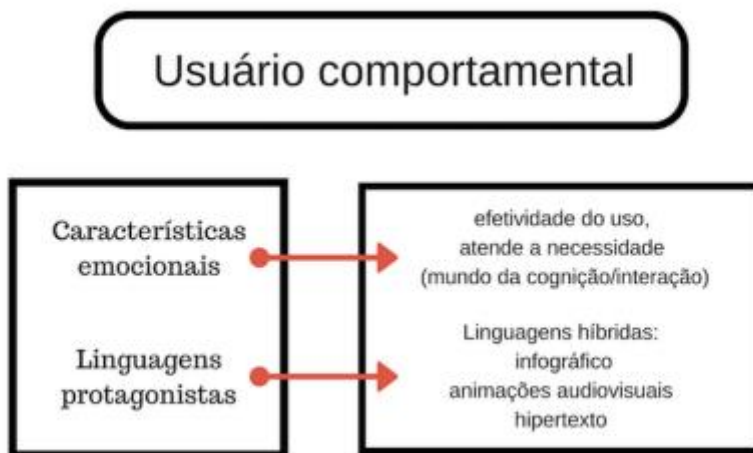 Usuário comportamental
Características
emocionais
efetividade do uso,
atende a necessidade
(mundo da cognição/interação)
Linguagens
protagonistas
Linguagens híbridas:
infográfico
animações audiovisuais
hipertexto